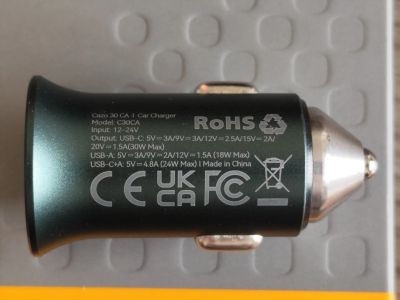 Cozo 30 CA-I Car Charger
Model: C30CA
Input: 12-24V
RoHS
Output: USB-C: 5V⎓3A/9V⎓3A/12V⎓2.5A/15V⎓2A/
20V⎓1.5A(30W Max)
USB-A: 5V⎓3A/9V⎓2A/12V⎓1.5A (18W Max)
USB-C+A: 5V⎓4.8A (24W Max) I Made in China
CE UK CA FC